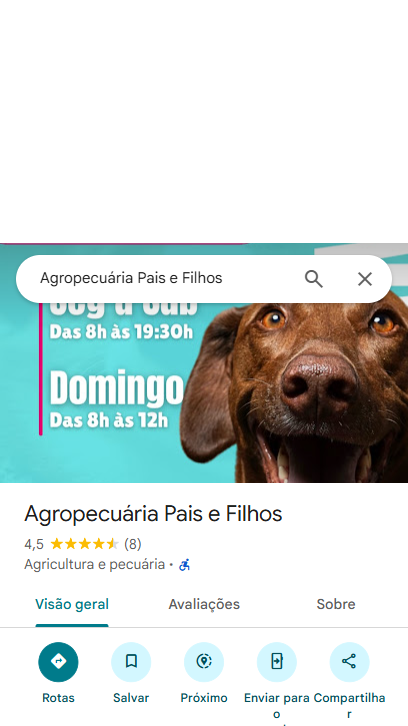 Agropecuária Pais e Filhos
Seg a Sáb
Das 8h às 19:30h
Domingo
Das 8h às 12h
Agropecuária Pais e Filhos
4,5 (8)
Agricultura e pecuária ·
Visão geral Avaliações Sobre
Rotas Salvar Próximo Enviar para o Compartilhar